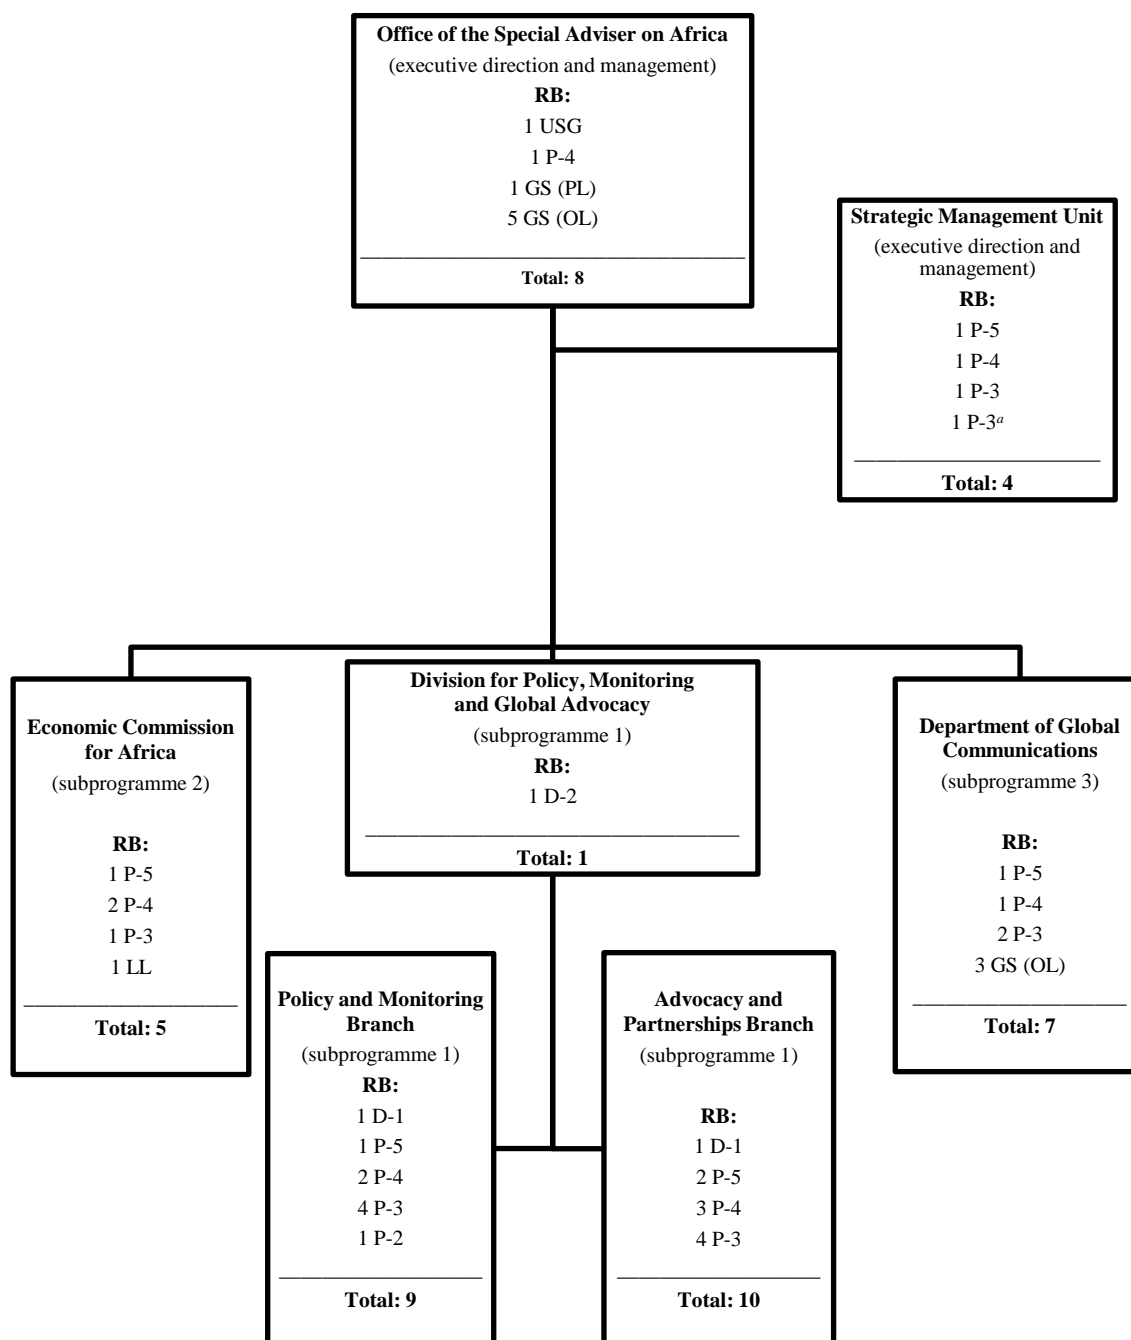 Office of the Special Adviser on Africa
(executive direction and management)
RB:
1 USG
1 P-4
1 GS (PL)
5 GS (OL)
Total: 8
Strategic Management Unit
(executive direction and
management)
RB:
1 P-5
1 P-4
1 P-3
1 P-3a
Total: 4
Economic Commission
for Africa
(subprogramme 2)
RB:
1 P-5
2 P-4
1 P-3
1 LL
Total: 5
Division for Policy, Monitoring
and Global Advocacy
(subprogramme 1)
RB:
1 D-2
Total: 1
Department of Global
Communications
(subprogramme 3)
RB:
1 P-5
1 P-4
2 P-3
3 GS (OL)
Total: 7
Policy and Monitoring
Branch
(subprogramme 1)
RB:
1 D-1
1 P-5
2 P-4
4 P-3
1 P-2
Total: 9
Advocacy and
Partnerships Branch
(subprogramme 1)
RB:
1 D-1
2 P-5
3 P-4
4 P-3
Total: 10